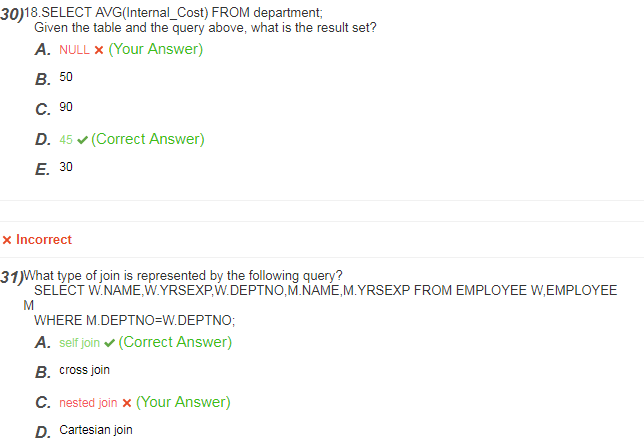 30)18.SELECT AVG(Internal_Cost) FROM department;
Given the table and the query above, what is the result set?
A. NULL ✖ (Your Answer)
B. 50
C. 90
D. 45 ✔ (Correct Answer)
E. 30
✖ Incorrect
31)What type of join is represented by the following query?
SELECT W.NAME,W.YRSEXP,W.DEPTNO,M.NAME,M.YRSEXP FROM EMPLOYEE W,EMPLOYEE
M
WHERE M.DEPTNO=W.DEPTNO;
A. self join ✔ (Correct Answer)
B. cross join
C. nested join ✖ (Your Answer)
D. Cartesian join